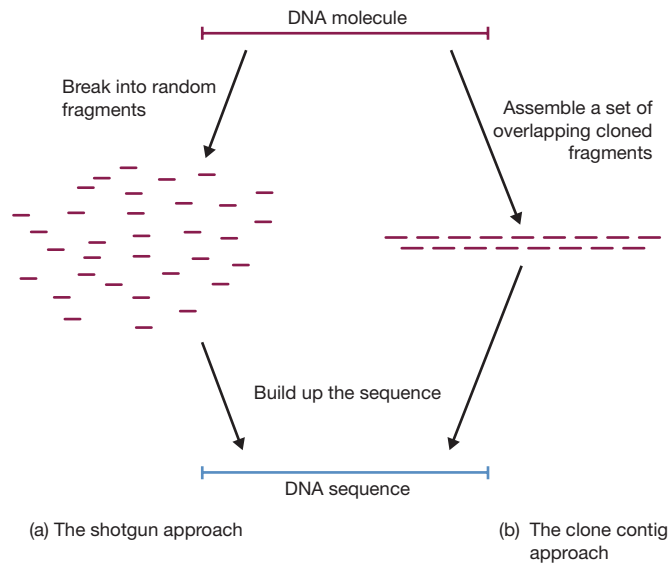 DNA molecule
Break into random
fragments
Assemble a set of
overlapping cloned
fragments
Build up the sequence
DNA sequence
(a) The shotgun approach
(b) The clone contig
approach